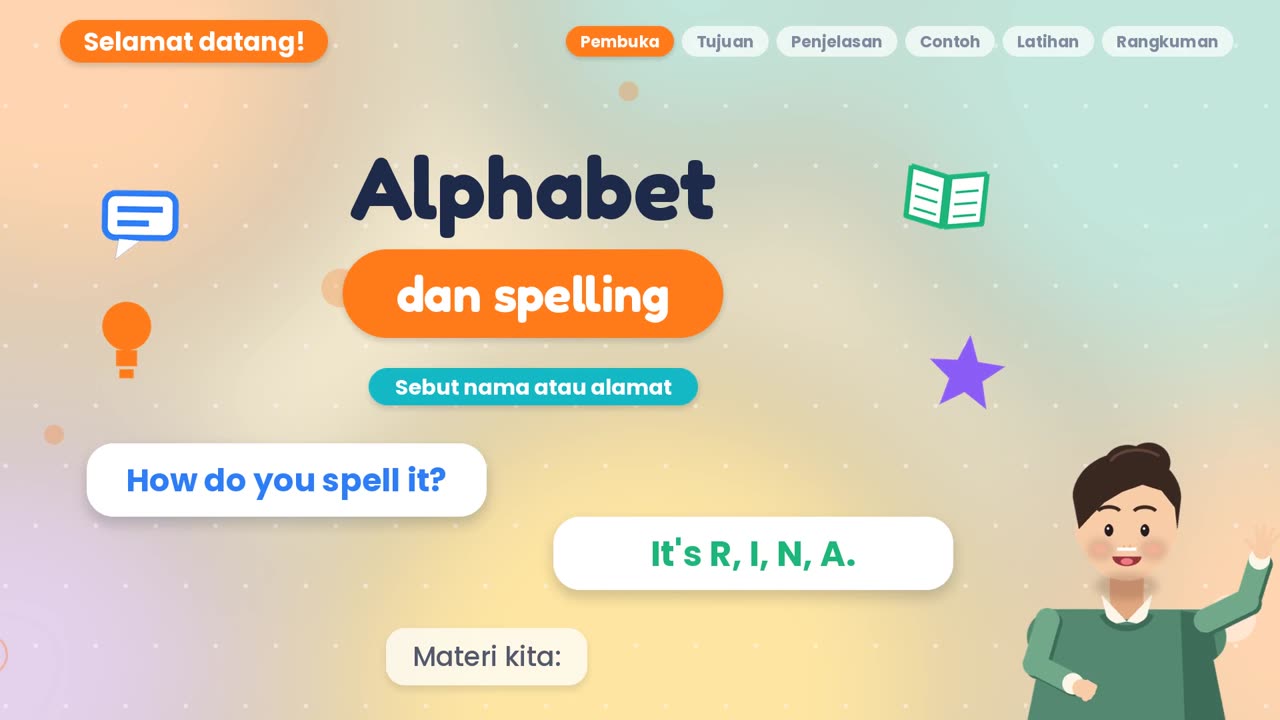 Selamat datang!
Pembuka
Tujuan
Penjelasan
Contoh
Latihan
Rangkuman
Alphabet
dan spelling
Sebut nama atau alamat
How do you spell it?
It's R, I, N, A.
Materi kita: